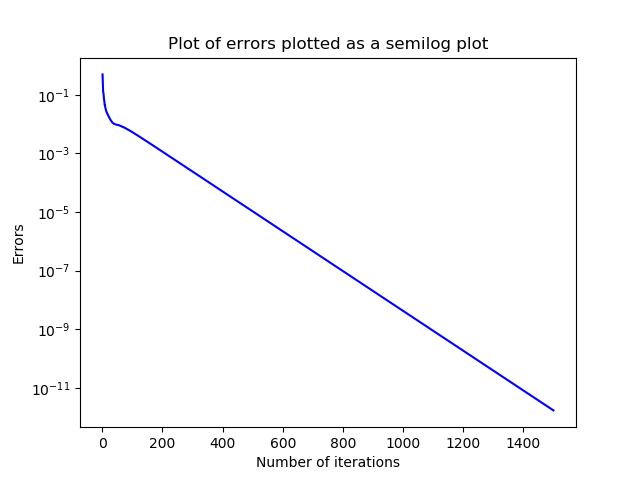 Plot of errors plotted as a semilog plot
10⁻¹
10⁻³
10⁻⁵
10⁻⁷
10⁻⁹
10⁻¹¹
Errors
0 200 400 600 800 1000 1200 1400
Number of iterations